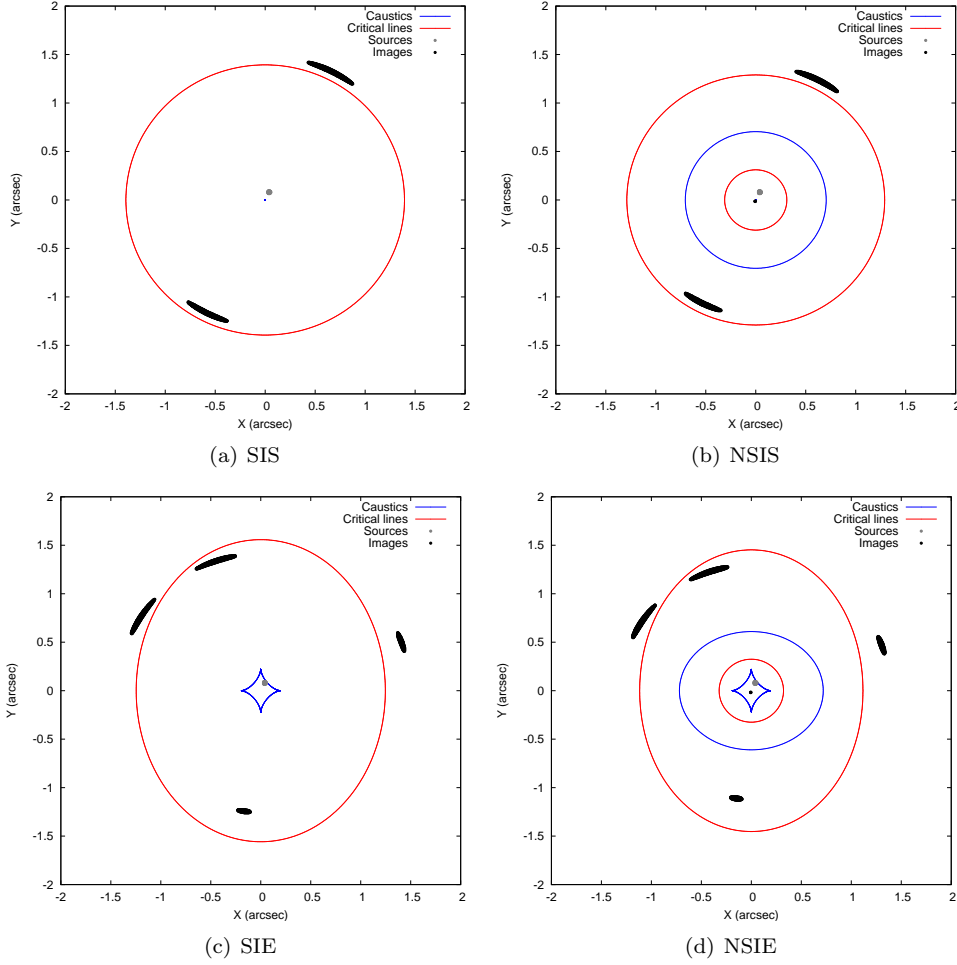 Caustics
Critical lines
Sources
Images
Y (arcsec)
2
1.5
1
0.5
0
-0.5
-1
-1.5
-2
-2 -1.5 -1 -0.5 0 0.5 1 1.5 2
X (arcsec)
(a) SIS
Caustics
Critical lines
Sources
Images
Y (arcsec)
2
1.5
1
0.5
0
-0.5
-1
-1.5
-2
-2 -1.5 -1 -0.5 0 0.5 1 1.5 2
X (arcsec)
(b) NSIS
Caustics
Critical lines
Sources
Images
Y (arcsec)
2
1.5
1
0.5
0
-0.5
-1
-1.5
-2
-2 -1.5 -1 -0.5 0 0.5 1 1.5 2
X (arcsec)
(c) SIE
Caustics
Critical lines
Sources
Images
Y (arcsec)
2
1.5
1
0.5
0
-0.5
-1
-1.5
-2
-2 -1.5 -1 -0.5 0 0.5 1 1.5 2
X (arcsec)
(d) NSIE